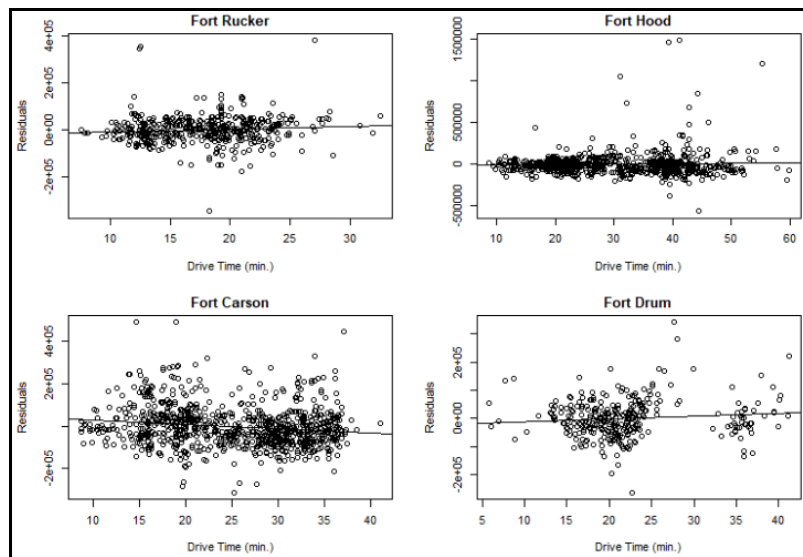 Fort Rucker
Residuals
-2e+05
0e+00
2e+05
4e+05
10 15 20 25 30
Drive Time (min.)
Fort Hood
Residuals
-500000
0
500000
1500000
10 20 30 40 50 60
Drive Time (min.)
Fort Carson
Residuals
-2e+05
0e+00
2e+05
4e+05
10 15 20 25 30 35 40
Drive Time (min.)
Fort Drum
Residuals
-2e+05
0e+00
2e+05
5 10 15 20 25 30 35 40
Drive Time (min.)